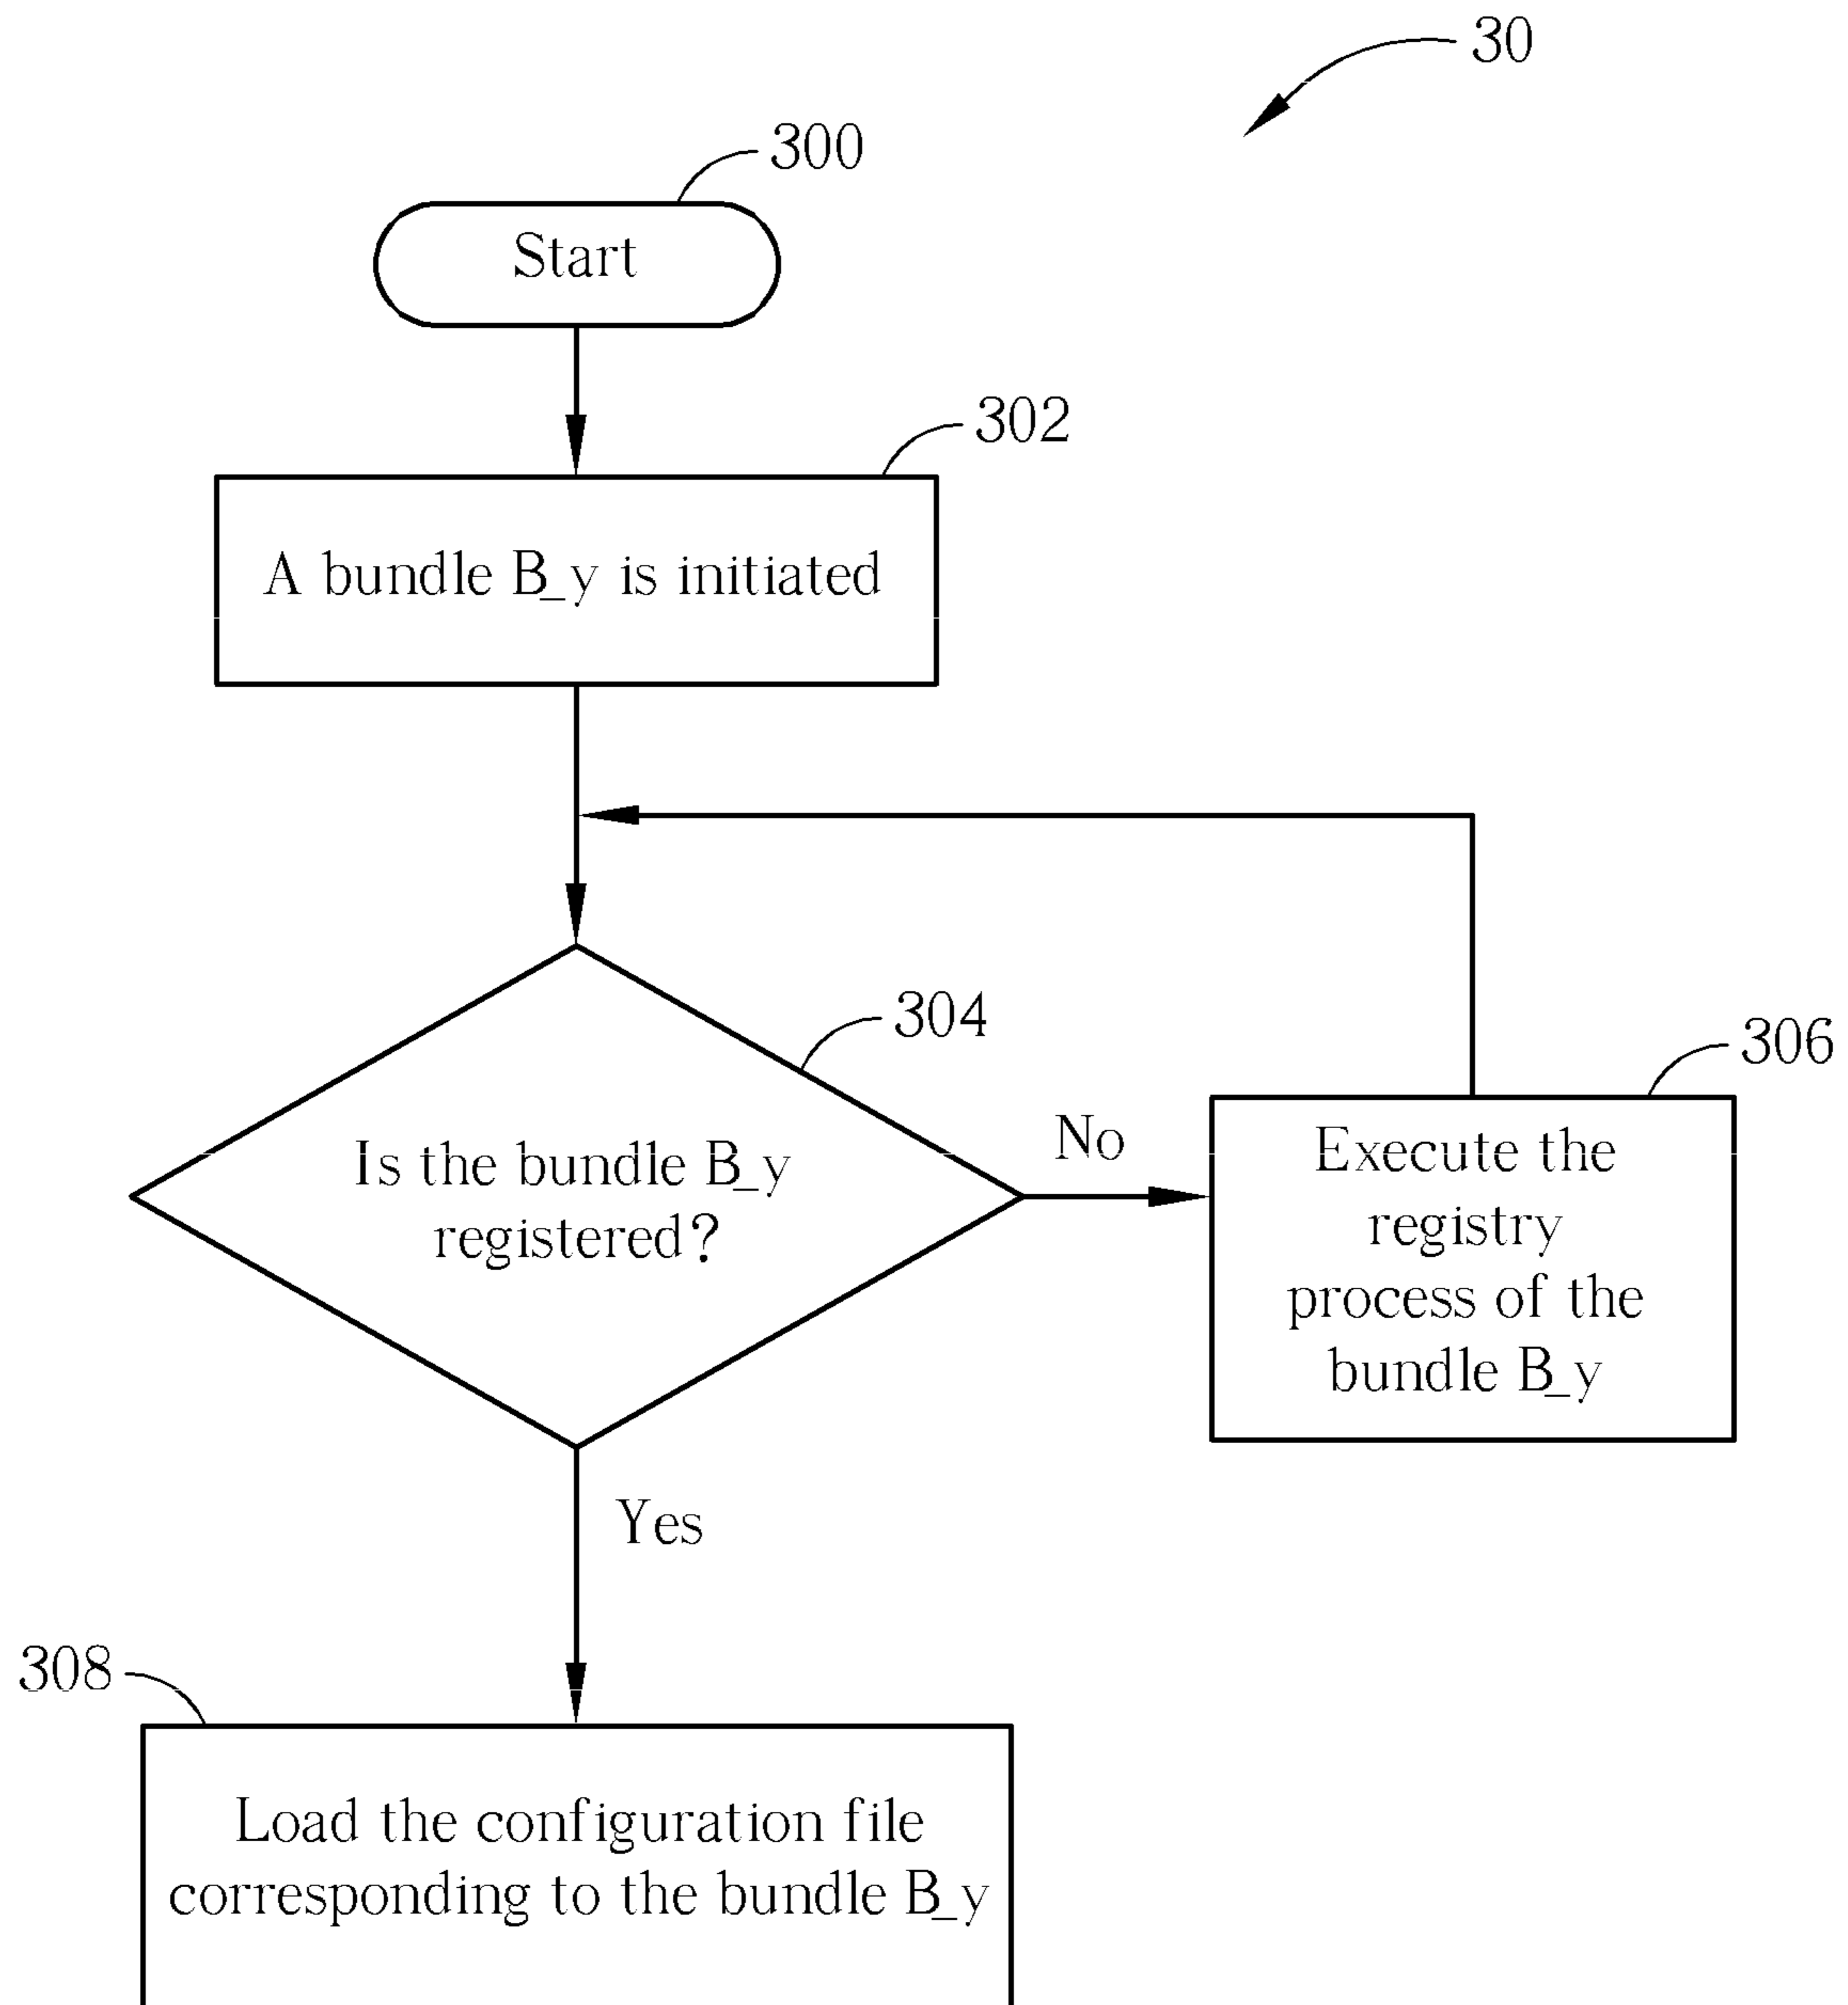 30
300
Start
302
A bundle B_y is initiated
304
Is the bundle B_y
registered?
No
306
Execute the
registry
process of the
bundle B_y
Yes
308
Load the configuration file
corresponding to the bundle B_y